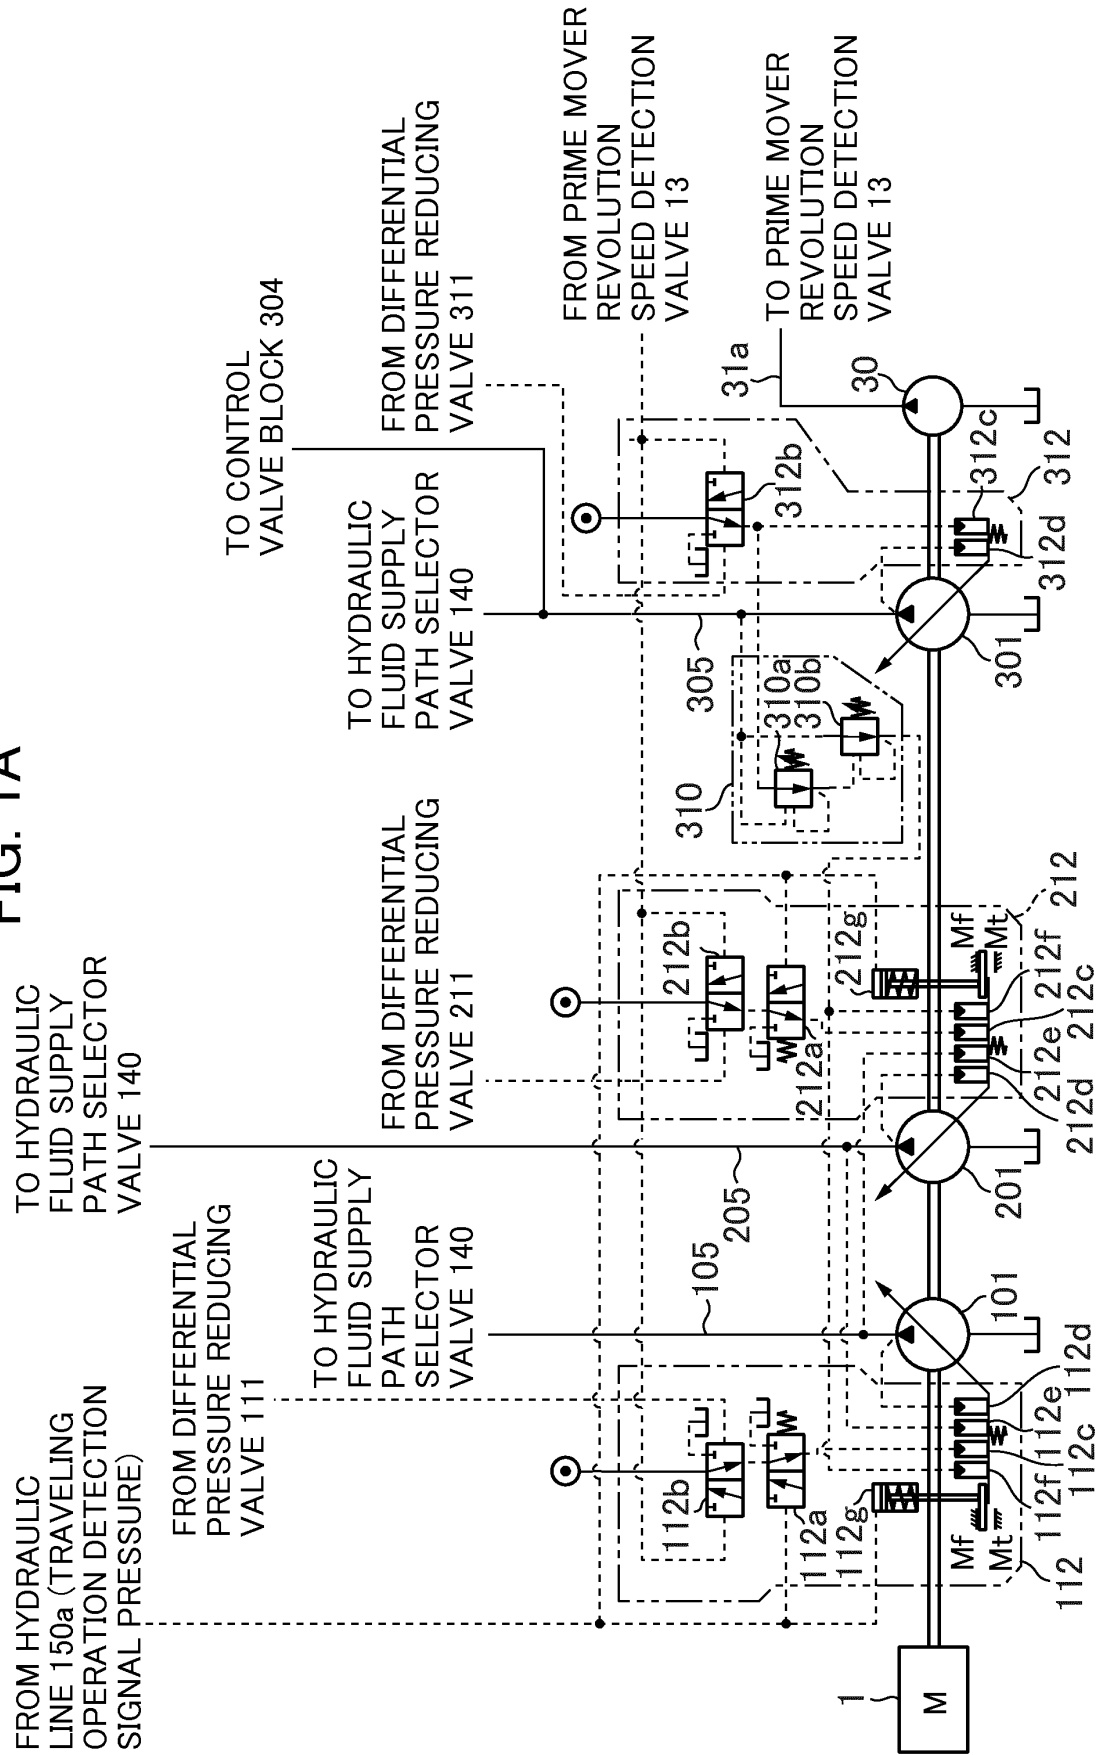 FIG. 1A
FROM HYDRAULIC
LINE 150a (TRAVELING
OPERATION DETECTION
SIGNAL PRESSURE)
FROM DIFFERENTIAL
PRESSURE REDUCING
VALVE 111
TO HYDRAULIC
FLUID SUPPLY
PATH
SELECTOR
VALVE 140
TO HYDRAULIC
FLUID SUPPLY
PATH SELECTOR
VALVE 140
FROM DIFFERENTIAL
PRESSURE REDUCING
VALVE 211
TO HYDRAULIC
FLUID SUPPLY
PATH SELECTOR
VALVE 140
TO CONTROL
VALVE BLOCK 304
FROM DIFFERENTIAL
PRESSURE REDUCING
VALVE 311
FROM PRIME MOVER
REVOLUTION
SPEED DETECTION
VALVE 13
TO PRIME MOVER
REVOLUTION
SPEED DETECTION
VALVE 13
105
205
305
31a
112b
112a
112g
212b
212a
212g
310
310a
310b
312b
30
1
M
Mf
Mt
112
112f
112c
112e
112d
101
201
212d
212e
212c
212f
Mf
Mt
212
301
312d
312c
312